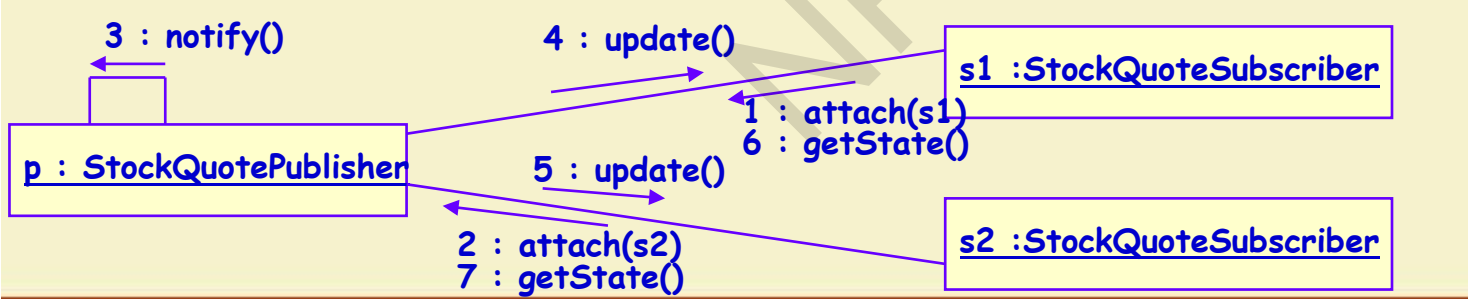 3 : notify()
4 : update()
s1 :StockQuoteSubscriber
1 : attach(s1)
6 : getState()
p : StockQuotePublisher
5 : update()
2 : attach(s2)
7 : getState()
s2 :StockQuoteSubscriber